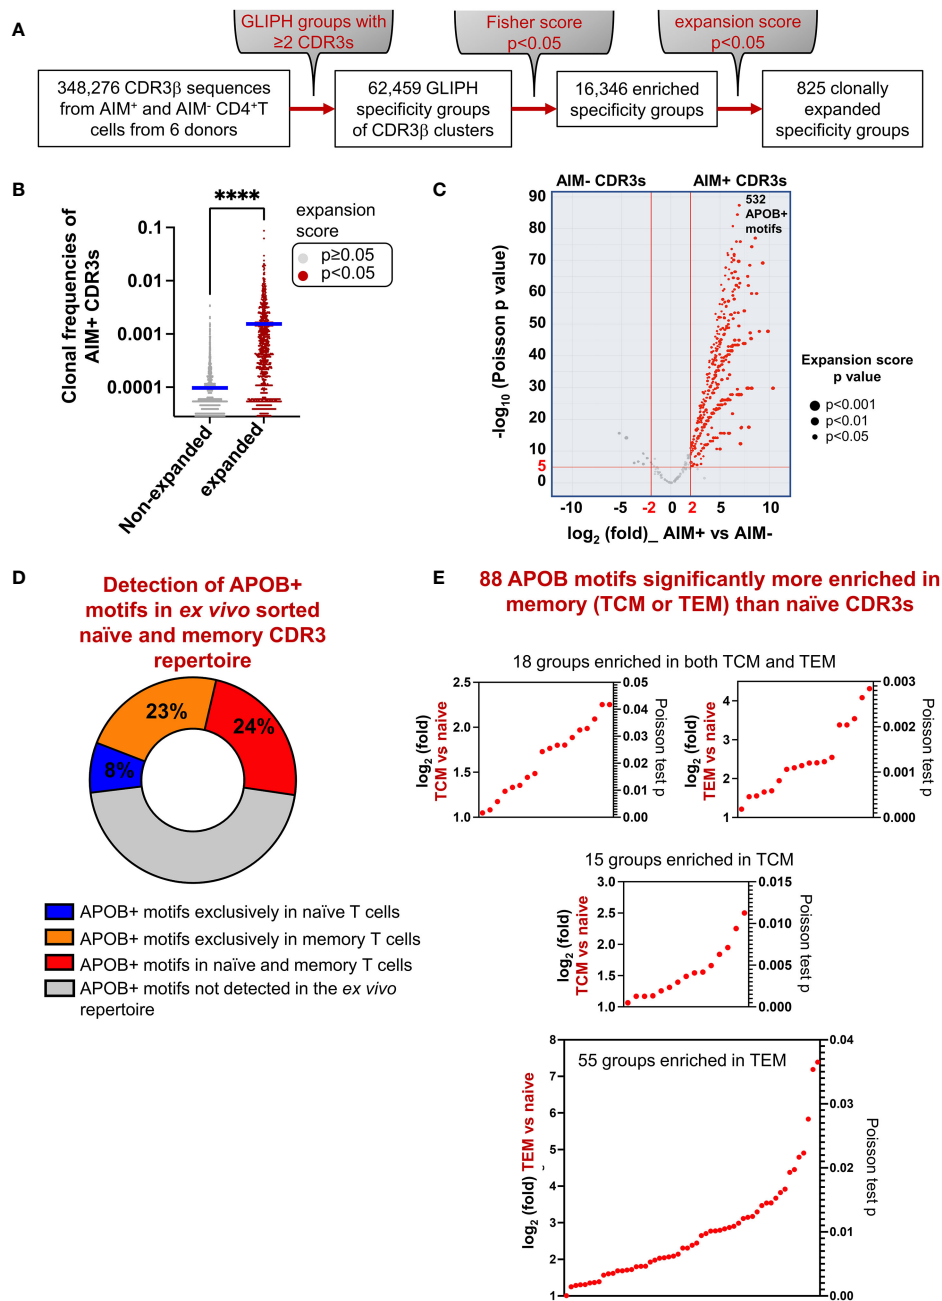 A
GLIPH groups with
≥2 CDR3s
Fisher score
p<0.05
expansion score
p<0.05
348,276 CDR3β sequences
from AIM⁺ and AIM⁻ CD4⁺T
cells from 6 donors
62,459 GLIPH
specificity groups
of CDR3β clusters
16,346 enriched
specificity groups
825 clonally
expanded
specificity groups
B
****
expansion
score
p≥0.05
p<0.05
Clonal frequencies of
AIM+ CDR3s
0.1
0.01
0.001
0.0001
Non-expanded
expanded
C
AIM- CDR3s
AIM+ CDR3s
532
APOB+
motifs
-log₁₀ (Poisson p value)
90
80
70
60
50
40
30
20
10
5
0
-10
-5
-2
0
2
5
10
log₂ (fold)_ AIM+ vs AIM-
Expansion score
p value
p<0.001
p<0.01
p<0.05
D
Detection of APOB+
motifs in ex vivo sorted
naïve and memory CDR3
repertoire
23%
24%
8%
APOB+ motifs exclusively in naïve T cells
APOB+ motifs exclusively in memory T cells
APOB+ motifs in naïve and memory T cells
APOB+ motifs not detected in the ex vivo
repertoire
E
88 APOB motifs significantly more enriched in
memory (TCM or TEM) than naïve CDR3s
18 groups enriched in both TCM and TEM
log₂ (fold)
TCM vs naive
2.5
2.0
1.5
1.0
0.05
0.04
0.03
0.02
0.01
0.00
Poisson test p
log₂ (fold)
TEM vs naive
4
3
2
1
0.003
0.002
0.001
0.000
Poisson test p
15 groups enriched in TCM
log₂ (fold)
TCM vs naive
3.0
2.5
2.0
1.5
1.0
0.015
0.010
0.005
0.000
Poisson test p
55 groups enriched in TEM
log₂ (fold) TEM vs naive
8
7
6
5
4
3
2
1
0.04
0.03
0.02
0.01
0.00
Poisson test p